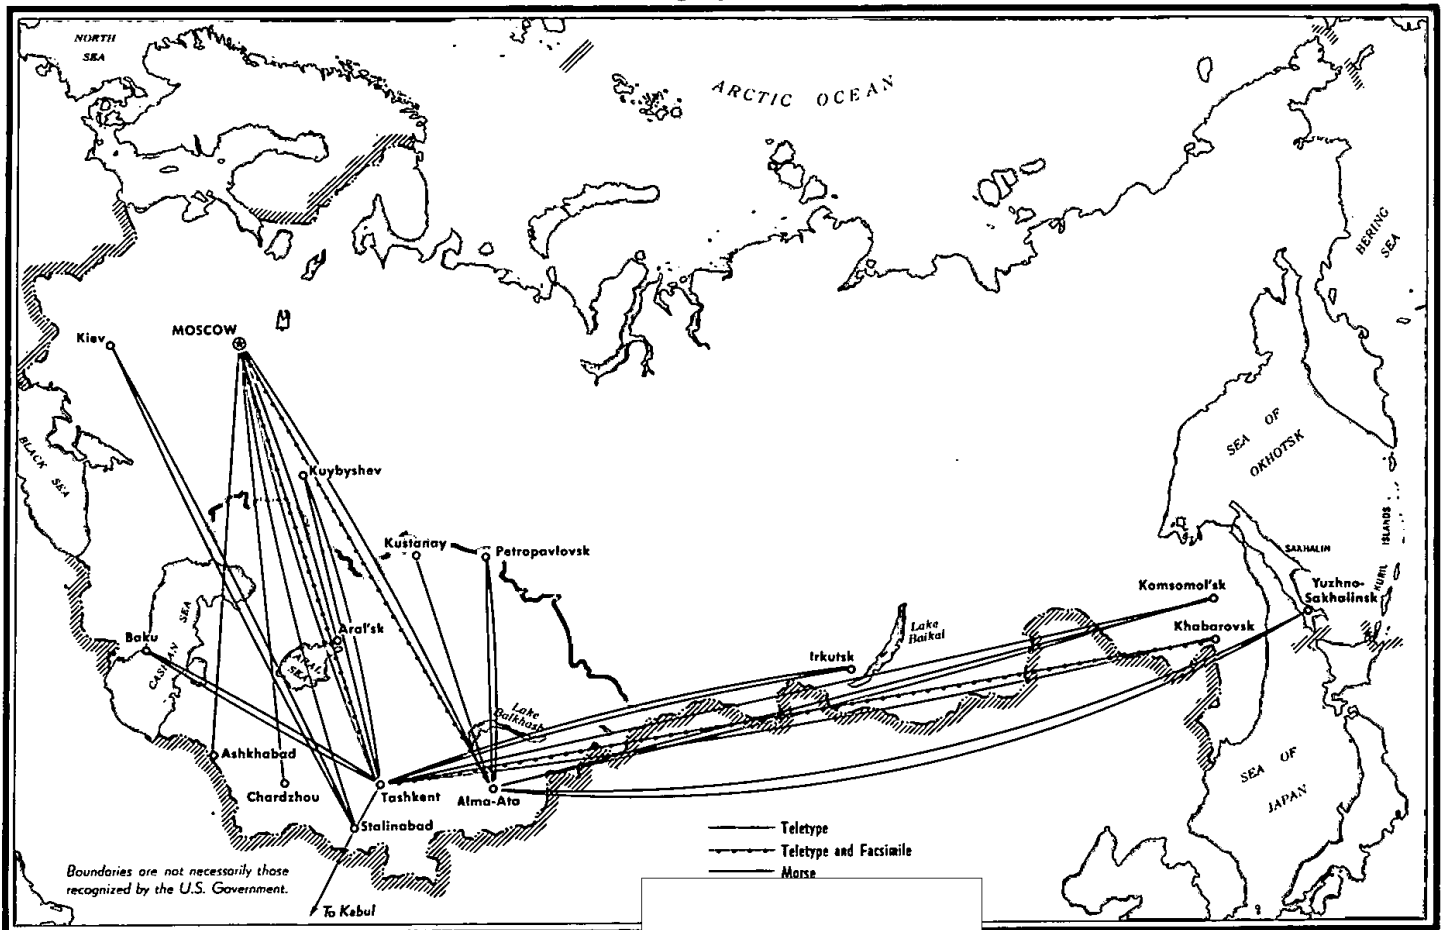 NORTH
SEA
ARCTIC OCEAN
BERING
SEA
Kiev
MOSCOW
BLACK SEA
SEA OF
OKHOTSK
Kuybyshev
Kustanay
Petropavlovsk
SAKHALIN
KURIL ISLANDS
Komsomol'sk
Yuzhno-
Sakhalinsk
Khabarovsk
Baku
CASPIAN SEA
Aral'sk
ARAL
SEA
Lake
Baikal
Irkutsk
Lake
Balkhash
Ashkhabad
Chardzhou
Tashkent
Alma-Ata
Stalinabad
SEA OF
JAPAN
Teletype
Teletype and Facsimile
Morse
Boundaries are not necessarily those
recognized by the U.S. Government.
To Kabul